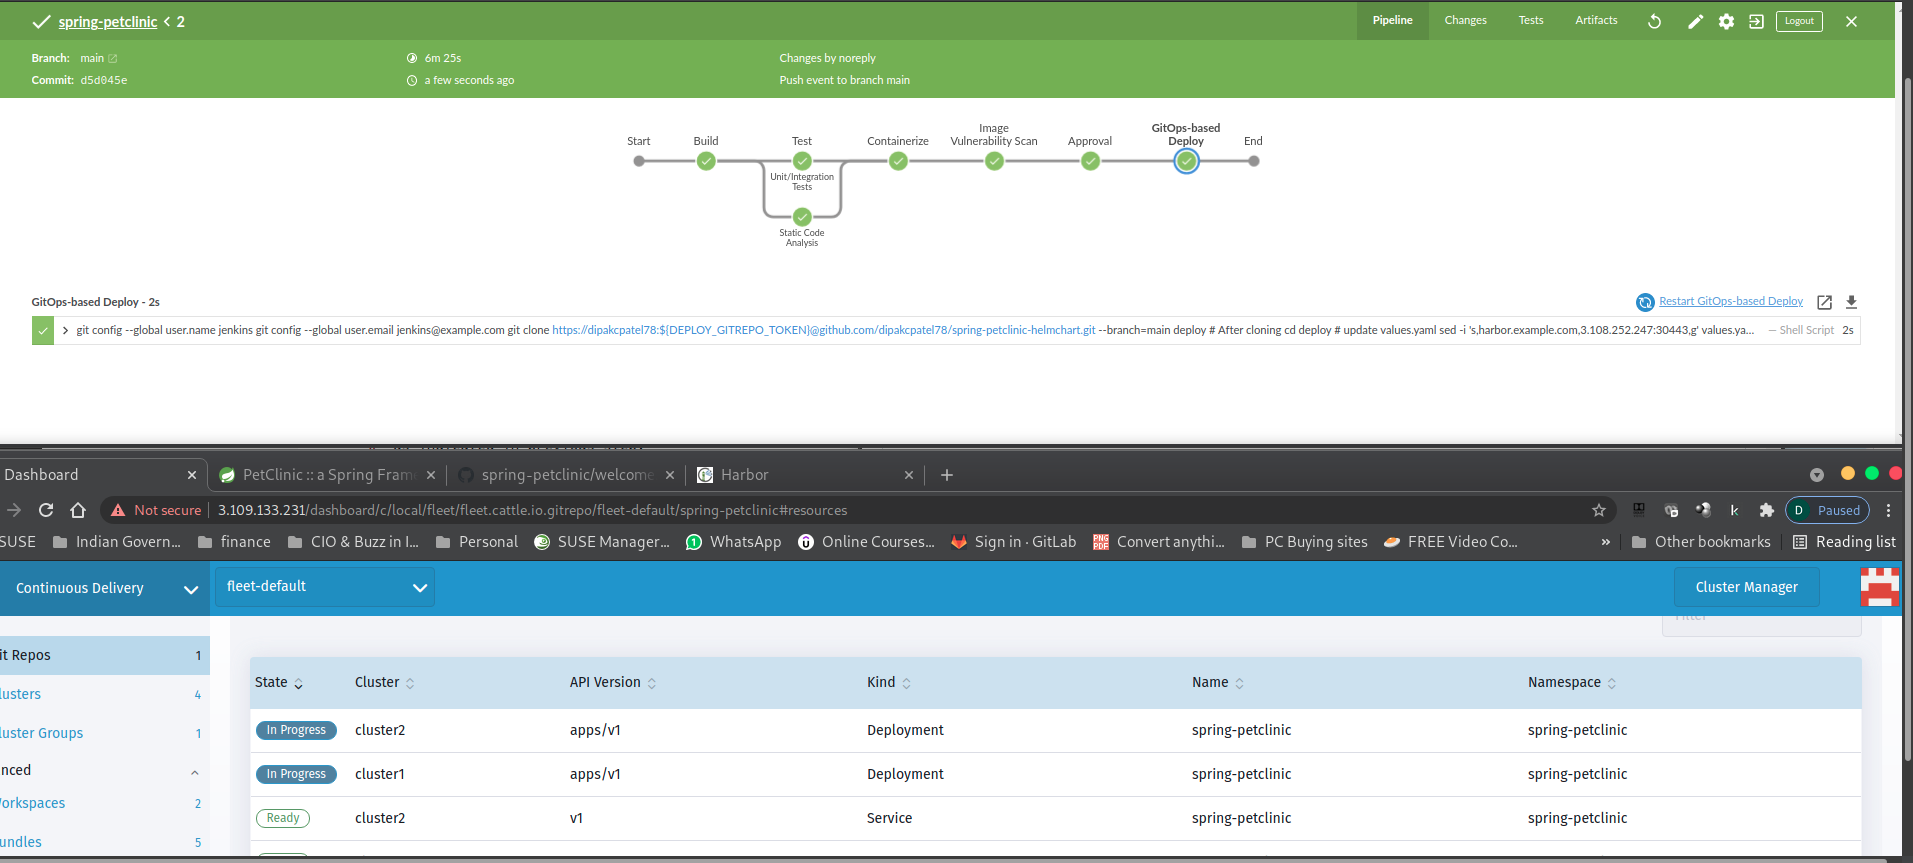 spring-petclinic < 2
Pipeline Changes Tests Artifacts Logout
Branch: main 6m 25s Changes by noreply
Commit: d5d045e a few seconds ago Push event to branch main
Start Build Test Containerize Image Vulnerability Scan Approval GitOps-based Deploy End
Unit/Integration Tests
Static Code Analysis
GitOps-based Deploy - 2s Restart GitOps-based Deploy
git config --global user.name jenkins git config --global user.email jenkins@example.com git clone https://dipakcpatel78:${DEPLOY_GITREPO_TOKEN}@github.com/dipakcpatel78/spring-petclinic-helmchart.git --branch=main deploy # After cloning cd deploy # update values.yaml sed -i 's,harbor.example.com,3.108.252.247:30443,g' values.ya... — Shell Script 2s
Dashboard PetClinic :: a Spring Fram spring-petclinic/welcome Harbor
Not secure 3.109.133.231/dashboard/c/local/fleet/fleet.cattle.io.gitrepo/fleet-default/spring-petclinic#resources k D Paused
SUSE Indian Govern... finance CIO & Buzz in I... Personal SUSE Manager... WhatsApp Online Courses... Sign in · GitLab Convert anythi... PC Buying sites FREE Video Co... » Other bookmarks Reading list
Continuous Delivery fleet-default Cluster Manager
Filter
it Repos 1
lusters 4
luster Groups 1
nced
orkspaces 2
undles 5
State Cluster API Version Kind Name Namespace
In Progress cluster2 apps/v1 Deployment spring-petclinic spring-petclinic
In Progress cluster1 apps/v1 Deployment spring-petclinic spring-petclinic
Ready cluster2 v1 Service spring-petclinic spring-petclinic